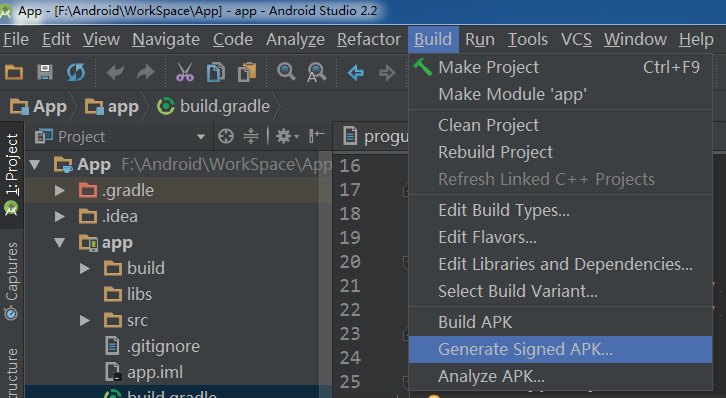 App - [F:\Android\WorkSpace\App] - app - Android Studio 2.2
File Edit View Navigate Code Analyze Refactor Build Run Tools VCS Window Help
App app build.gradle
Project
progu
1: Project
Captures
structure
App F:\Android\WorkSpace\App
.gradle
.idea
app
build
libs
src
.gitignore
app.iml
build.gradle
16
17
18
19
20
21
22
23
24
25
Make Project Ctrl+F9
Make Module 'app'
Clean Project
Rebuild Project
Refresh Linked C++ Projects
Edit Build Types...
Edit Flavors...
Edit Libraries and Dependencies...
Select Build Variant...
Build APK
Generate Signed APK...
Analyze APK...